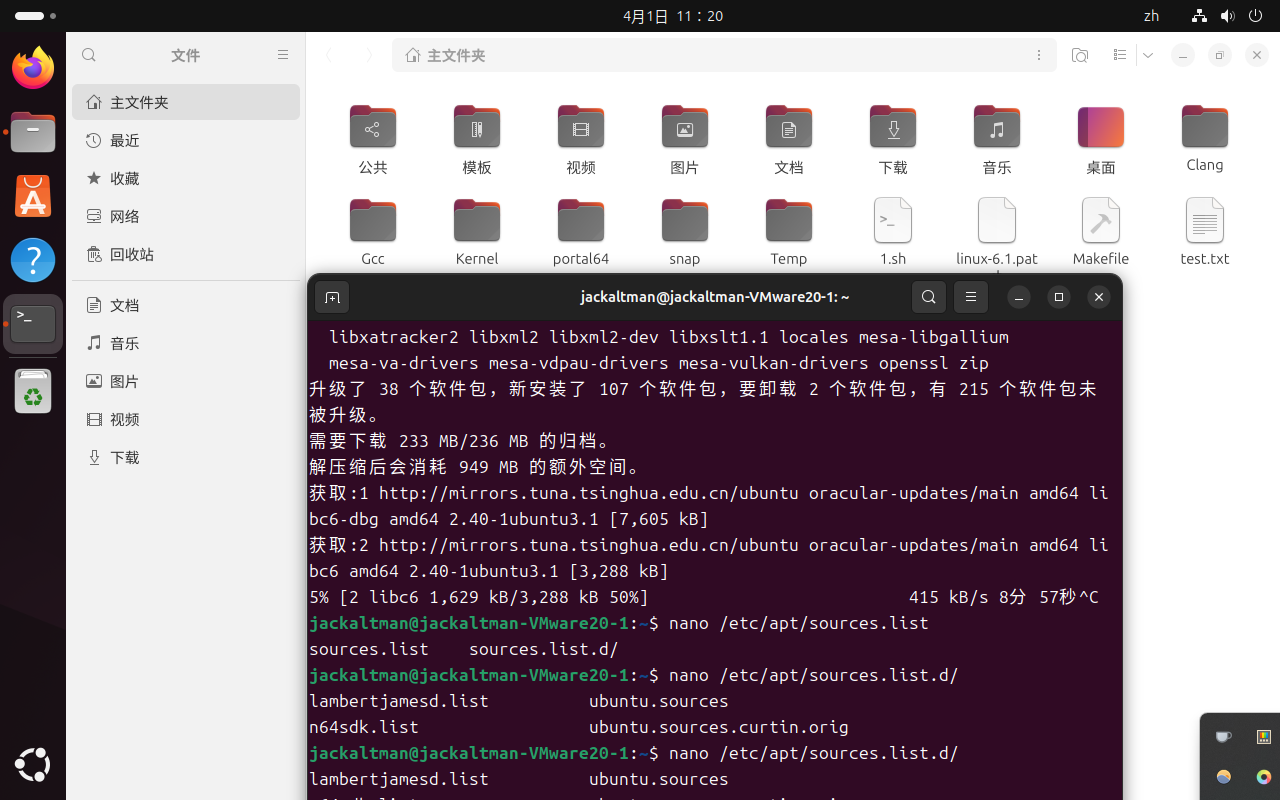 4月1日 11：20
zh
文件
主文件夹
主文件夹
最近
收藏
网络
回收站
文档
音乐
图片
视频
下载
公共
模板
视频
图片
文档
下载
音乐
桌面
Clang
Gcc
Kernel
portal64
snap
Temp
1.sh
linux-6.1.pat
Makefile
test.txt
jackaltman@jackaltman-VMware20-1: ~
libxatracker2 libxml2 libxml2-dev libxslt1.1 locales mesa-libgallium
mesa-va-drivers mesa-vdpau-drivers mesa-vulkan-drivers openssl zip
升级了 38 个软件包，新安装了 107 个软件包，要卸载 2 个软件包，有 215 个软件包未
被升级。
需要下载 233 MB/236 MB 的归档。
解压缩后会消耗 949 MB 的额外空间。
获取:1 http://mirrors.tuna.tsinghua.edu.cn/ubuntu oracular-updates/main amd64 li
bc6-dbg amd64 2.40-1ubuntu3.1 [7,605 kB]
获取:2 http://mirrors.tuna.tsinghua.edu.cn/ubuntu oracular-updates/main amd64 li
bc6 amd64 2.40-1ubuntu3.1 [3,288 kB]
5% [2 libc6 1,629 kB/3,288 kB 50%] 415 kB/s 8分 57秒^C
jackaltman@jackaltman-VMware20-1:~$ nano /etc/apt/sources.list
sources.list sources.list.d/
jackaltman@jackaltman-VMware20-1:~$ nano /etc/apt/sources.list.d/
lambertjamesd.list ubuntu.sources
n64sdk.list ubuntu.sources.curtin.orig
jackaltman@jackaltman-VMware20-1:~$ nano /etc/apt/sources.list.d/
lambertjamesd.list ubuntu.sources